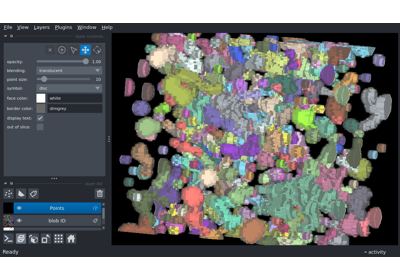 File View Layers Plugins Window Help
opacity: 1.00
blending: translucent
point size: 10
symbol: disc
face color: white
border color: dimgrey
display text:
out of slice:
Points
blob ID
Ready
activity